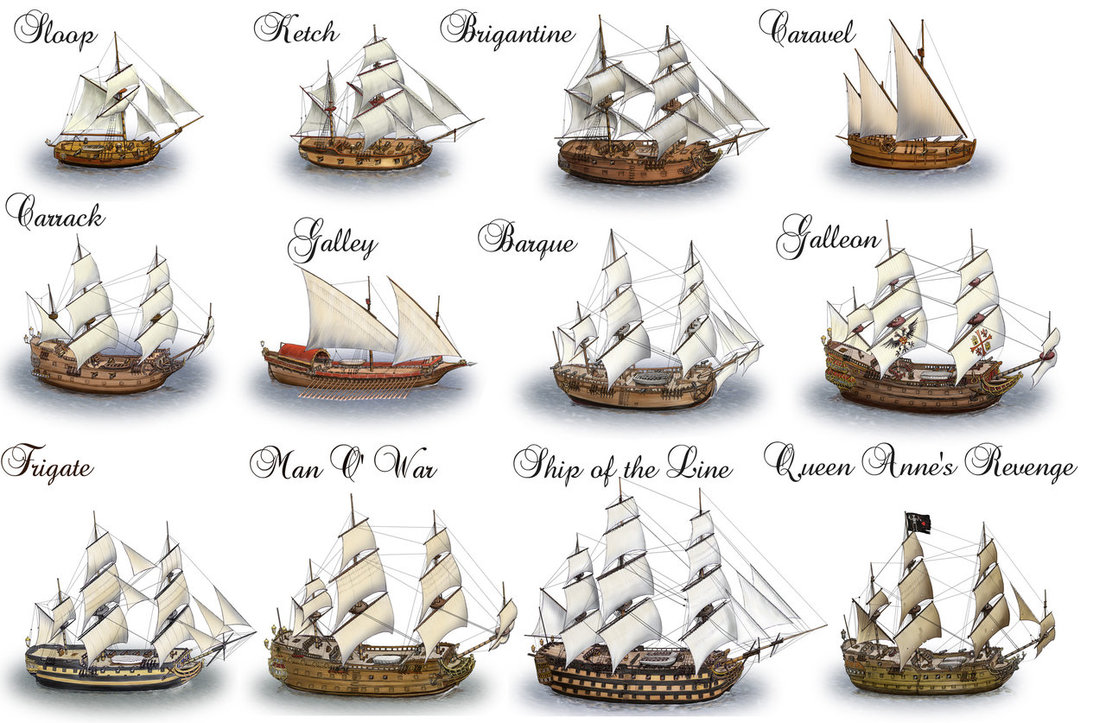 Sloop
Ketch
Brigantine
Caravel
Carrack
Galley
Barque
Galleon
Frigate
Man O' War
Ship of the Line
Queen Anne's Revenge